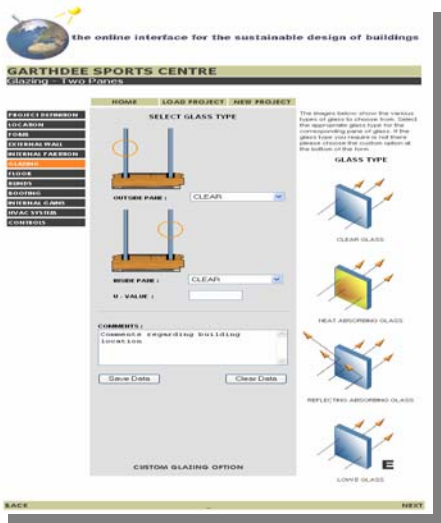 the online interface for the sustainable design of buildings
GARTHDEE SPORTS CENTRE
Glazing - Two Panes
HOME LOAD PROJECT NEW PROJECT
PROJECT DEFINITION
LOCATION
FORM
EXTERNAL WALL
INTERNAL PARTITION
GLAZING
FLOOR
BLINDS
ROOFING
INTERNAL GAINS
HVAC SYSTEMS
CONTROLS
SELECT GLASS TYPE
OUTSIDE PANE : CLEAR
INSIDE PANE : CLEAR
U - VALUE :
COMMENTS :
Comments regarding building
location
Save Data Clear Data
CUSTOM GLAZING OPTION
The images below show the various
types of glass to choose from. Select
the appropriate glass type for the
corresponding pane of glass. If the
glass type you require is not there
please choose the custom option at
the bottom of the form.
GLASS TYPE
CLEAR GLASS
HEAT ABSORBING GLASS
REFLECTING ABSORBING GLASS
E
LOW E GLASS
BACK NEXT